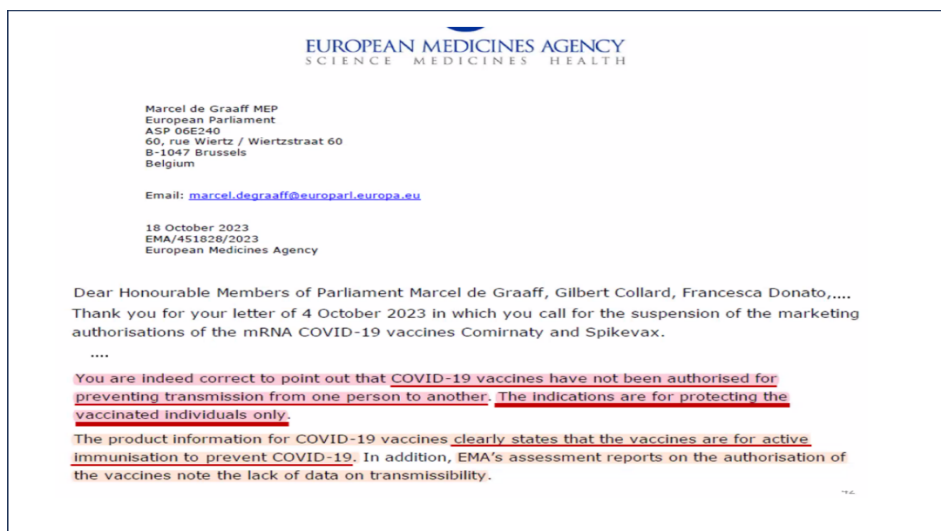 EUROPEAN MEDICINES AGENCY
SCIENCE MEDICINES HEALTH
Marcel de Graaff MEP
European Parliament
ASP 06E240
60, rue Wiertz / Wiertzstraat 60
B-1047 Brussels
Belgium
Email: marcel.degraaff@europarl.europa.eu
18 October 2023
EMA/451828/2023
European Medicines Agency
Dear Honourable Members of Parliament Marcel de Graaff, Gilbert Collard, Francesca Donato,....
Thank you for your letter of 4 October 2023 in which you call for the suspension of the marketing
authorisations of the mRNA COVID-19 vaccines Comirnaty and Spikevax.
....
You are indeed correct to point out that COVID-19 vaccines have not been authorised for
preventing transmission from one person to another. The indications are for protecting the
vaccinated individuals only.
The product information for COVID-19 vaccines clearly states that the vaccines are for active
immunisation to prevent COVID-19. In addition, EMA's assessment reports on the authorisation of
the vaccines note the lack of data on transmissibility.